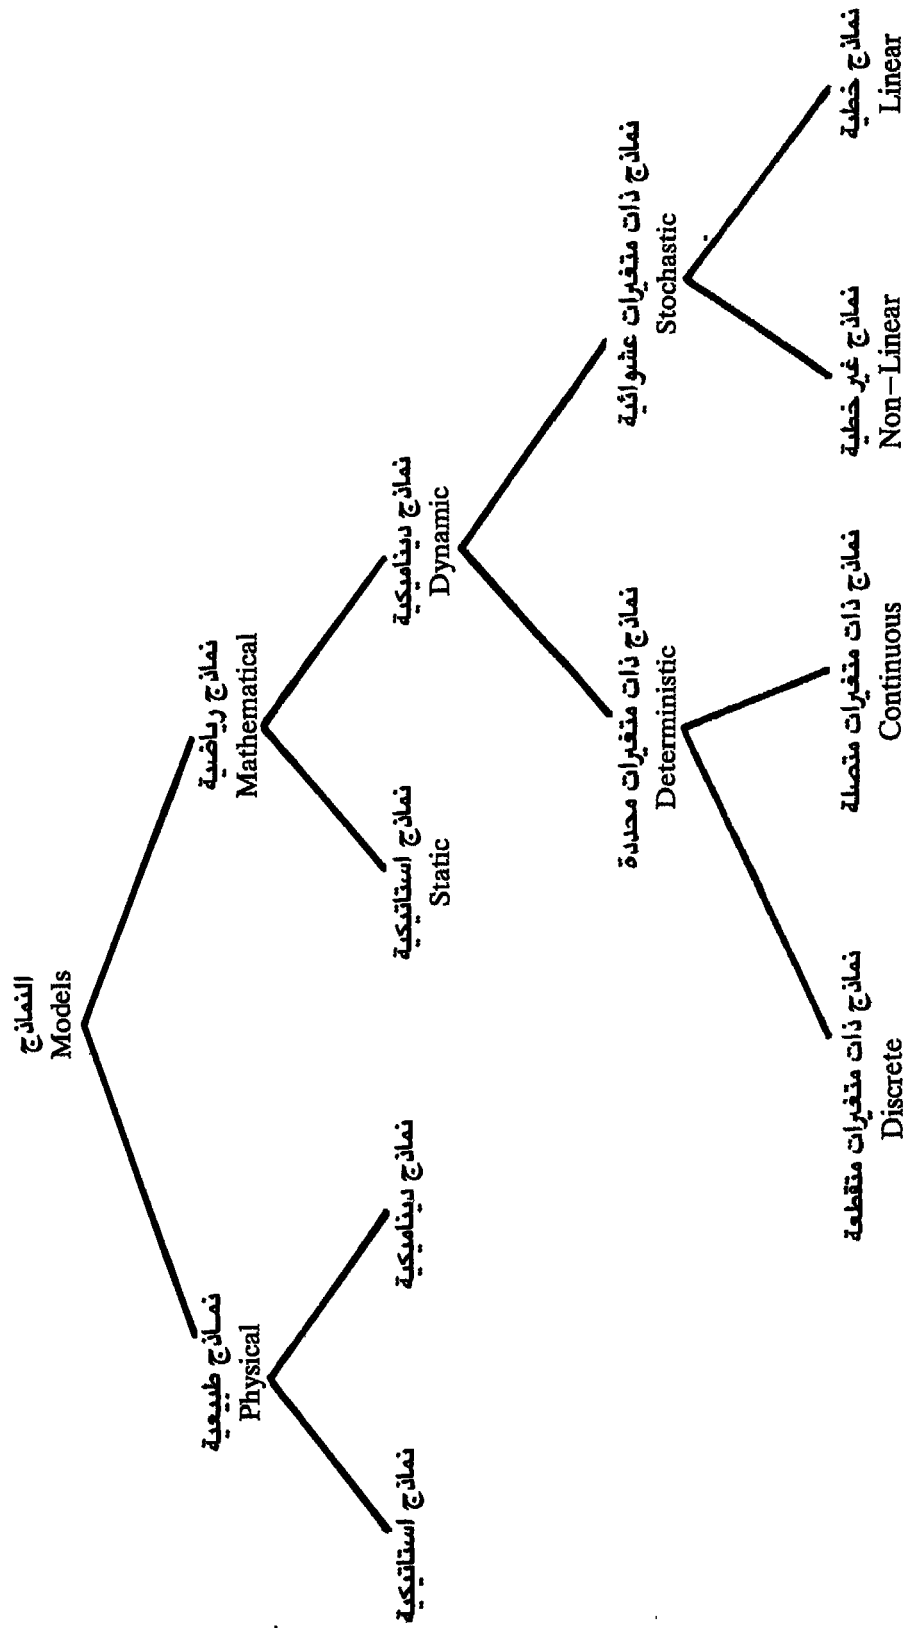 النماذج
Models
نماذج طبيعية
Physical
نماذج رياضية
Mathematical
نماذج استاتيكية
نماذج ديناميكية
نماذج استاتيكية
Static
نماذج ديناميكية
Dynamic
نماذج ذات متغيرات محددة
Deterministic
نماذج ذات متغيرات عشوائية
Stochastic
نماذج ذات متغيرات متقطعة
Discrete
نماذج ذات متغيرات متصلة
Continuous
نماذج غير خطية
Non-Linear
نماذج خطية
Linear